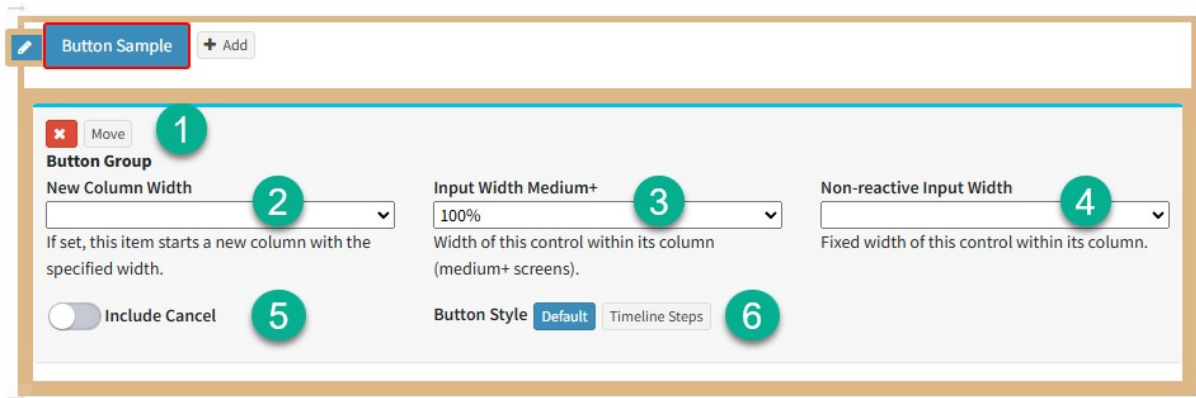 Button Sample + Add
Move 1
Button Group
New Column Width 2 Input Width Medium+ 3 Non-reactive Input Width 4
100%
If set, this item starts a new column with the Width of this control within its column Fixed width of this control within its column.
specified width. (medium+ screens).
Include Cancel 5 Button Style Default Timeline Steps 6